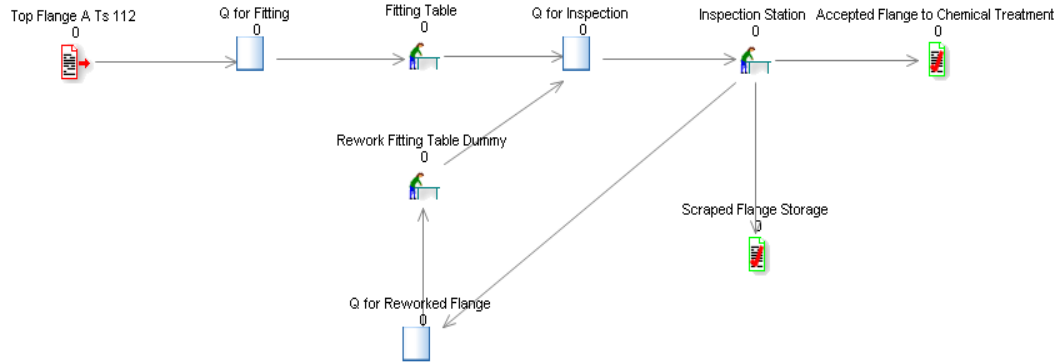 Top Flange A Ts 112
0
Q for Fitting
0
Fitting Table
0
Q for Inspection
0
Inspection Station
0
Accepted Flange to Chemical Treatment
0
Rework Fitting Table Dummy
0
Scraped Flange Storage
0
Q for Reworked Flange
0